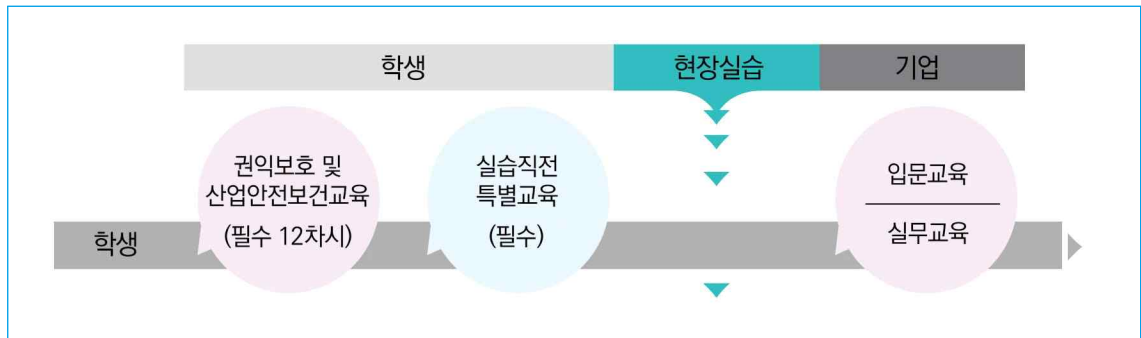 학생
현장실습
기업
권익보호 및
산업안전보건교육
(필수 12차시)
실습직전
특별교육
(필수)
입문교육
실무교육
학생